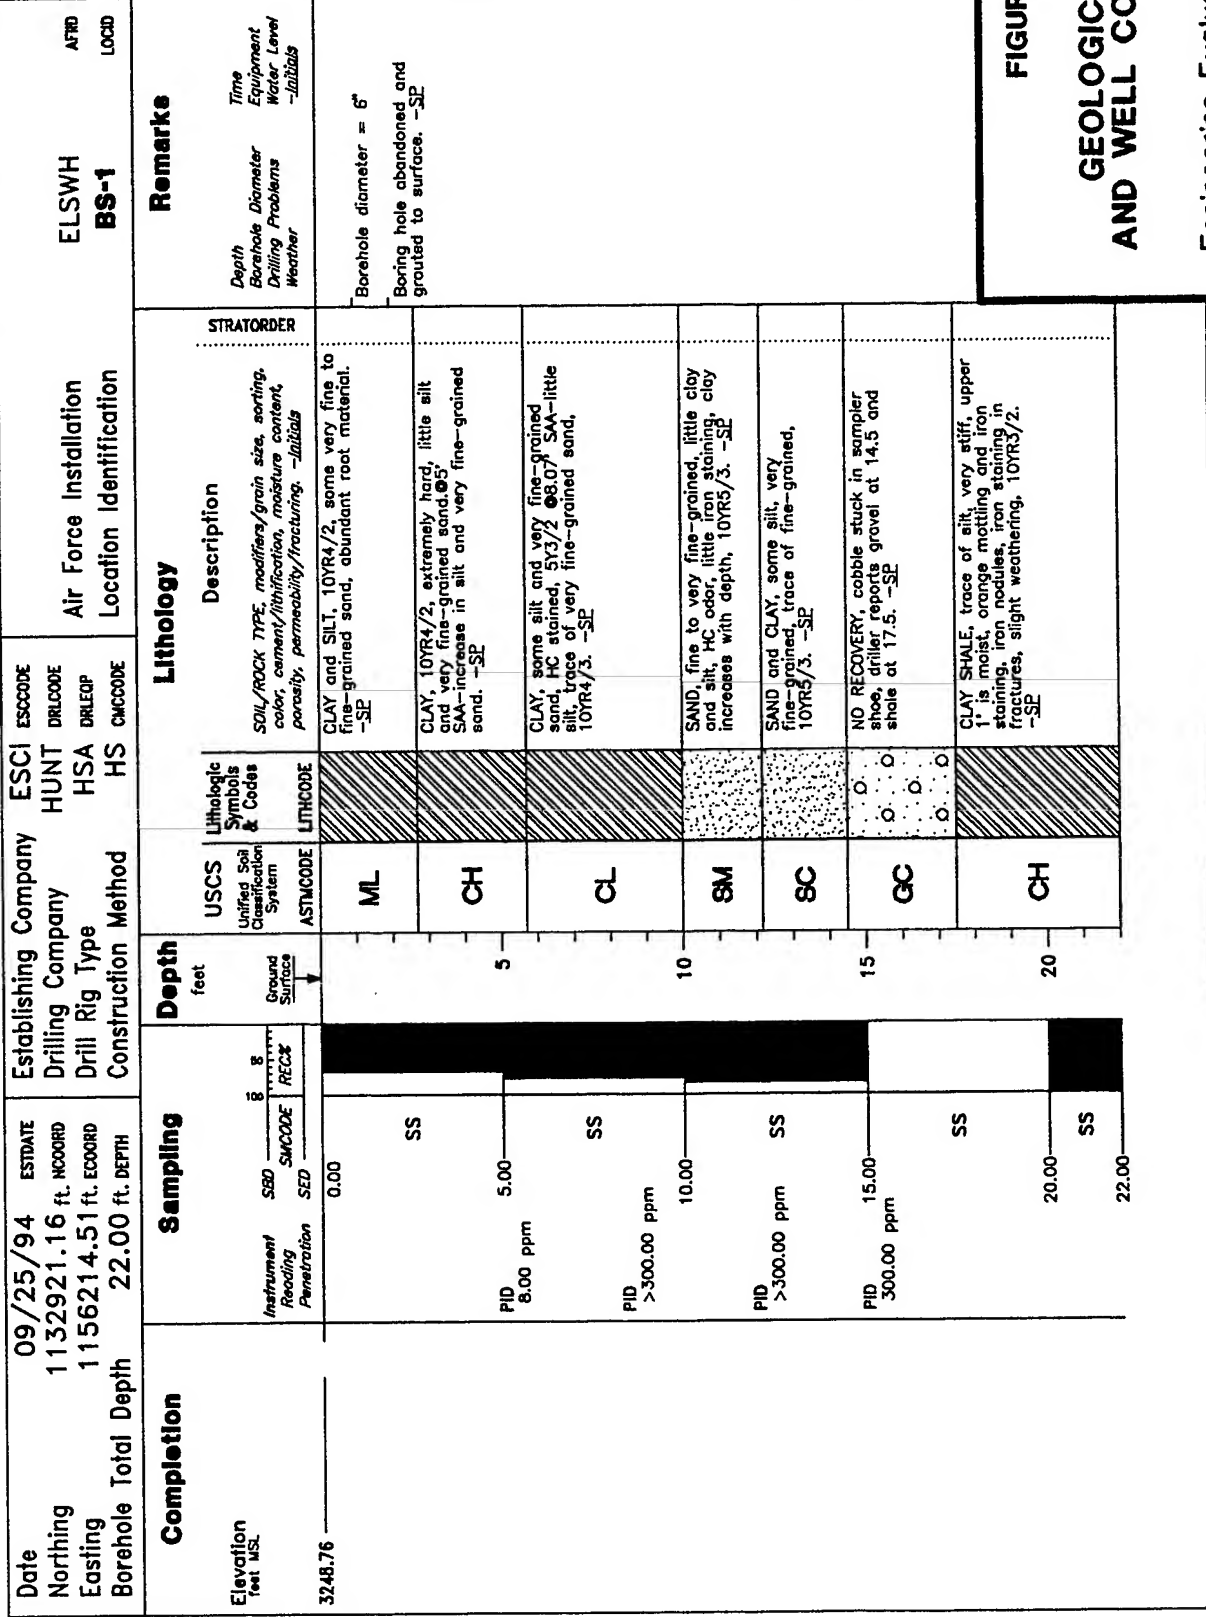 Date 09/25/94 ESTDATE
Northing 1132921.16 ft. NCOORD
Easting 1156214.51 ft. ECOORD
Borehole Total Depth 22.00 ft. DEPTH
Establishing Company ESCI ESCCODE
Drilling Company HUNT DRLCODE
Drill Rig Type HSA DRLEQP
Construction Method HS CMCCODE
Air Force Installation ELSWH AFIID
Location Identification BS-1 LOCID
Completion
Elevation
feet MSL
3248.76
Sampling
Instrument
Reading
Penetration
SBD
SMCODE
SED
100
REC%
0.00
SS
5.00
PID
8.00 ppm
SS
PID
>300.00 ppm
10.00
SS
PID
>300.00 ppm
15.00
PID
300.00 ppm
SS
20.00
SS
22.00
Depth
feet
Ground
Surface
5
10
15
20
Lithology
USCS
Unified Soil
Classification
System
ASTMCODE
Lithologic
Symbols
& Codes
LITHCODE
Description
SOIL/ROCK TYPE, modifiers/grain size, sorting,
color, cement/lithification, moisture content,
porosity, permeability/fracturing. -Initials
STRATORDER
ML
CLAY and SILT, 10YR4/2, some very fine to
fine-grained sand, abundant root material.
-SP
CH
CLAY, 10YR4/2, extremely hard, little silt
and very fine-grained sand.@5'
SAA-increase in silt and very fine-grained
sand. -SP
CL
CLAY, some silt and very fine-grained
sand, HC stained, 5Y3/2 @8.0' SAA-little
silt, trace of very fine-grained sand,
10YR4/3. -SP
SM
SAND, fine to very fine-grained, little clay
and silt, HC odor, little iron staining, clay
increases with depth, 10YR5/3. -SP
SC
SAND and CLAY, some silt, very
fine-grained, trace of fine-grained,
10YR5/3. -SP
GC
NO RECOVERY, cobble stuck in sampler
shoe, driller reports gravel at 14.5 and
shale at 17.5. -SP
CH
CLAY SHALE, trace of silt, very stiff, upper
1' is moist, orange mottling and iron
staining, iron nodules, iron staining in
fractures, slight weathering, 10YR3/2.
-SP
Remarks
Depth Time
Borehole Diameter Equipment
Drilling Problems Water Level
Weather -Initials
Borehole diameter = 6"
Boring hole abandoned and
grouted to surface. -SP
FIGUR
GEOLOGIC
AND WELL CO